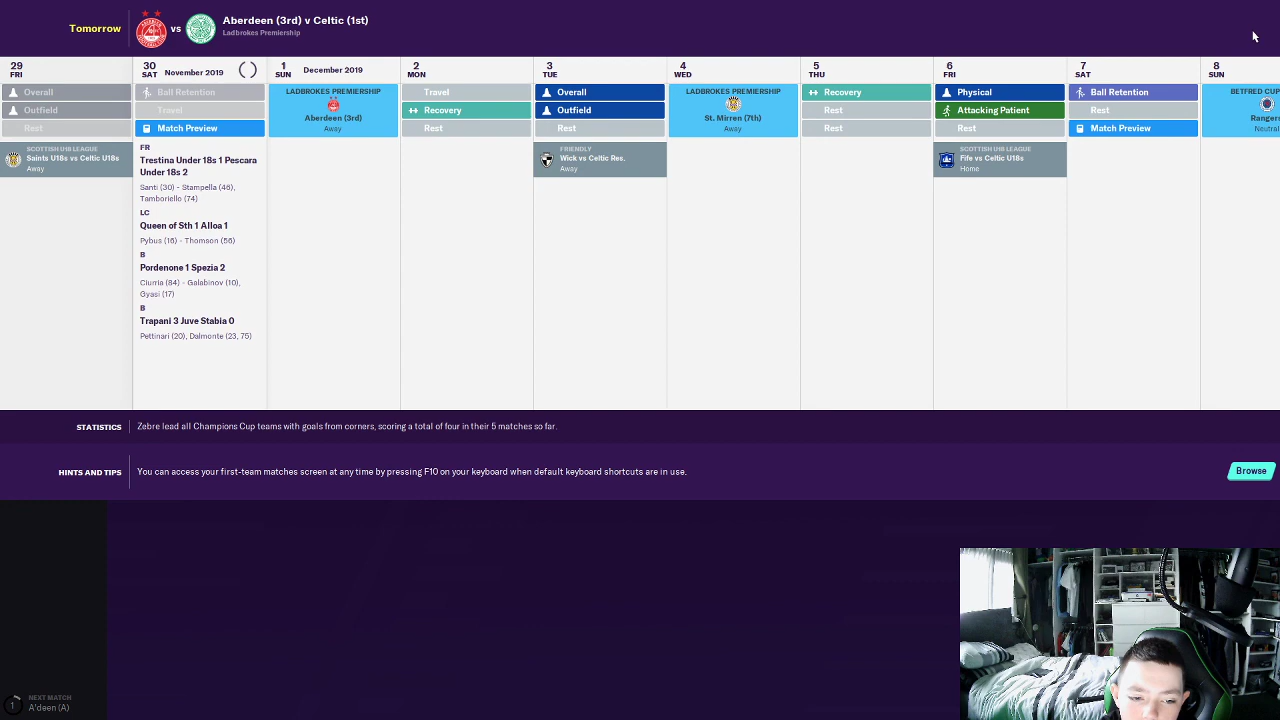 Tomorrow
vs
Aberdeen (3rd) v Celtic (1st)
Ladbrokes Premiership
29
FRI
Overall
Outfield
Rest
SCOTTISH U18 LEAGUE
Saints U18s vs Celtic U18s
Away
30
SAT
November 2019
Ball Retention
Travel
Match Preview
FR
Trestina Under 18s 1 Pescara
Under 18s 2
Santi (30) - Stampella (46),
Tamboriello (74)
LC
Queen of Sth 1 Alloa 1
Pybus (16) - Thomson (56)
B
Pordenone 1 Spezia 2
Ciurria (84) - Galabinov (10),
Gyasi (17)
B
Trapani 3 Juve Stabia 0
Pettinari (20), Dalmonte (23, 75)
1
SUN
December 2019
LADBROKES PREMIERSHIP
Aberdeen (3rd)
Away
2
MON
Travel
Recovery
Rest
3
TUE
Overall
Outfield
Rest
FRIENDLY
Wick vs Celtic Res.
Away
4
WED
LADBROKES PREMIERSHIP
St. Mirren (7th)
Away
5
THU
Recovery
Rest
Rest
6
FRI
Physical
Attacking Patient
Rest
SCOTTISH U18 LEAGUE
Fife vs Celtic U18s
Home
7
SAT
Ball Retention
Rest
Match Preview
8
SUN
BETFRED CUP
Ranger
Neutral
STATISTICS
Zebre lead all Champions Cup teams with goals from corners, scoring a total of four in their 5 matches so far.
HINTS AND TIPS
You can access your first-team matches screen at any time by pressing F10 on your keyboard when default keyboard shortcuts are in use.
Browse
1
NEXT MATCH
A'deen (A)